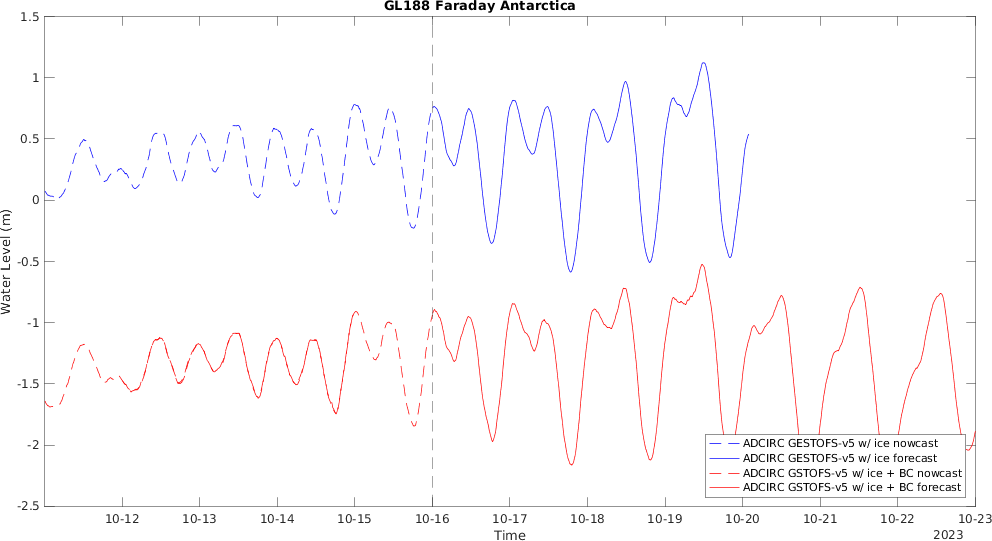 GL188 Faraday Antarctica
1.5
1
0.5
0
-0.5
-1
-1.5
-2
-2.5
Water Level (m)
ADCIRC GESTOFS-v5 w/ ice nowcast
ADCIRC GESTOFS-v5 w/ ice forecast
ADCIRC GSTOFS-v5 w/ ice + BC nowcast
ADCIRC GSTOFS-v5 w/ ice + BC forecast
10-12 10-13 10-14 10-15 10-16 10-17 10-18 10-19 10-20 10-21 10-22 10-23
Time
2023